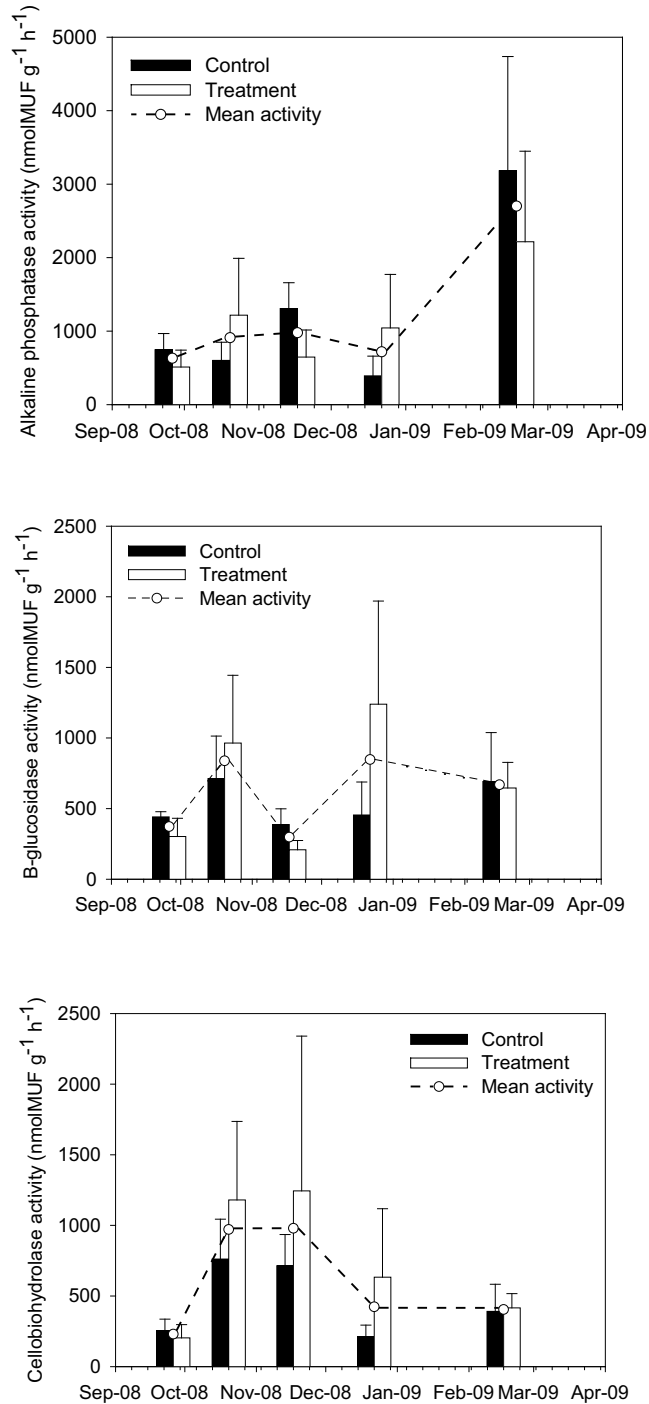 5000
4000
3000
2000
1000
0
Alkaline phosphatase activity (nmolMUF g⁻¹ h⁻¹)
Control
Treatment
Mean activity
Sep-08 Oct-08 Nov-08 Dec-08 Jan-09 Feb-09 Mar-09 Apr-09
2500
2000
1500
1000
500
0
B-glucosidase activity (nmolMUF g⁻¹ h⁻¹)
Control
Treatment
Mean activity
Sep-08 Oct-08 Nov-08 Dec-08 Jan-09 Feb-09 Mar-09 Apr-09
2500
2000
1500
1000
500
0
Cellobiohydrolase activity (nmolMUF g⁻¹ h⁻¹)
Control
Treatment
Mean activity
Sep-08 Oct-08 Nov-08 Dec-08 Jan-09 Feb-09 Mar-09 Apr-09